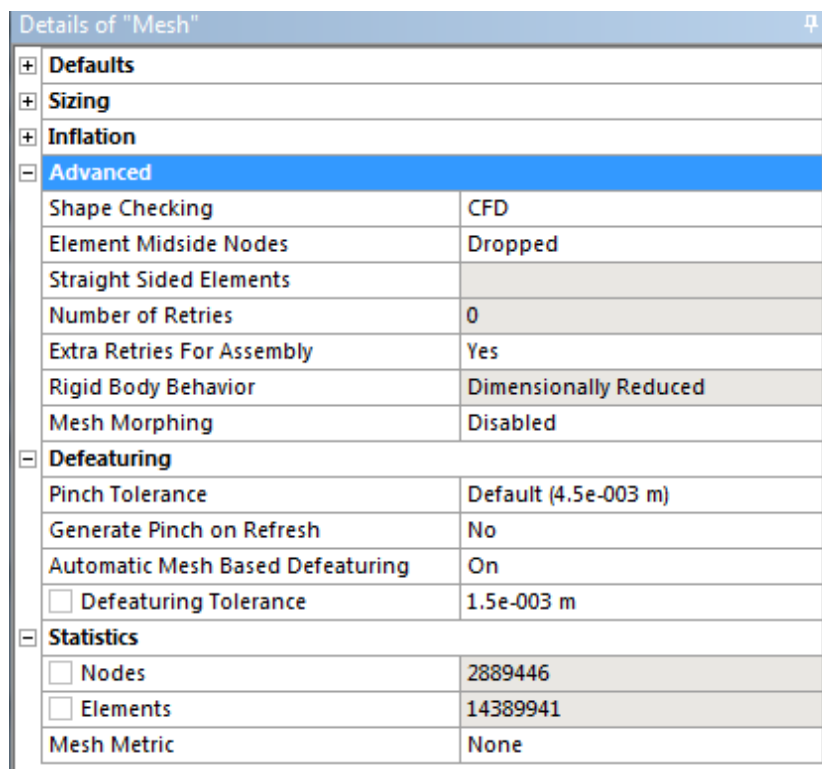 Details of "Mesh"
Defaults
Sizing
Inflation
Advanced
Shape Checking CFD
Element Midside Nodes Dropped
Straight Sided Elements
Number of Retries 0
Extra Retries For Assembly Yes
Rigid Body Behavior Dimensionally Reduced
Mesh Morphing Disabled
Defeaturing
Pinch Tolerance Default (4.5e-003 m)
Generate Pinch on Refresh No
Automatic Mesh Based Defeaturing On
Defeaturing Tolerance 1.5e-003 m
Statistics
Nodes 2889446
Elements 14389941
Mesh Metric None